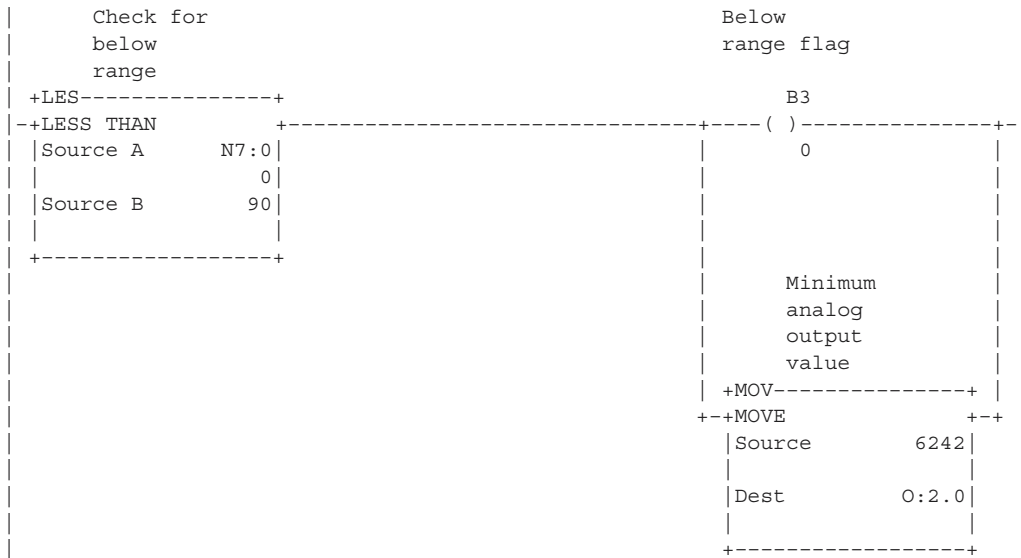 Check for Below
below range flag
range
+LES---------------+ B3
-+LESS THAN +-------------------------------+----( )---------------+-
|Source A N7:0| | 0 |
| 0| | |
|Source B 90| | |
| | | |
+------------------+ | |
| Minimum |
| analog |
| output |
| value |
| +MOV---------------+ |
+-+MOVE +-+
|Source 6242|
| |
|Dest O:2.0|
| |
+------------------+